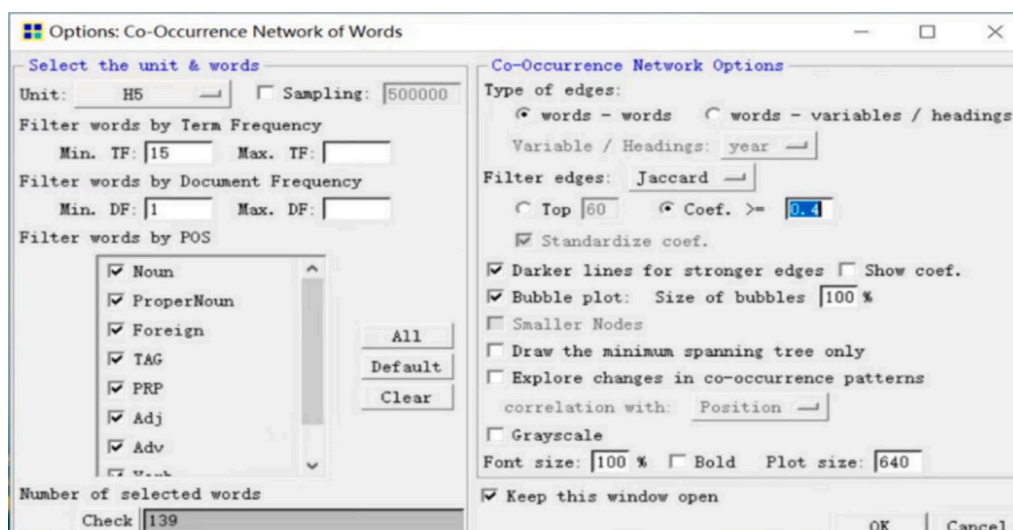 Options: Co-Occurrence Network of Words
Select the unit & words
Unit: H5 Sampling: 500000
Filter words by Term Frequency
Min. TF: 15 Max. TF:
Filter words by Document Frequency
Min. DF: 1 Max. DF:
Filter words by POS
Noun
ProperNoun
Foreign
TAG
PRP
Adj
Adv
All
Default
Clear
Number of selected words
Check 139
Co-Occurrence Network Options
Type of edges:
words - words words - variables / headings
Variable / Headings: year
Filter edges: Jaccard
Top 60 Coef. >= 0.4
Standardize coef.
Darker lines for stronger edges Show coef.
Bubble plot: Size of bubbles 100 %
Smaller Nodes
Draw the minimum spanning tree only
Explore changes in co-occurrence patterns
correlation with: Position
Grayscale
Font size: 100 % Bold Plot size: 640
Keep this window open
OK Cancel